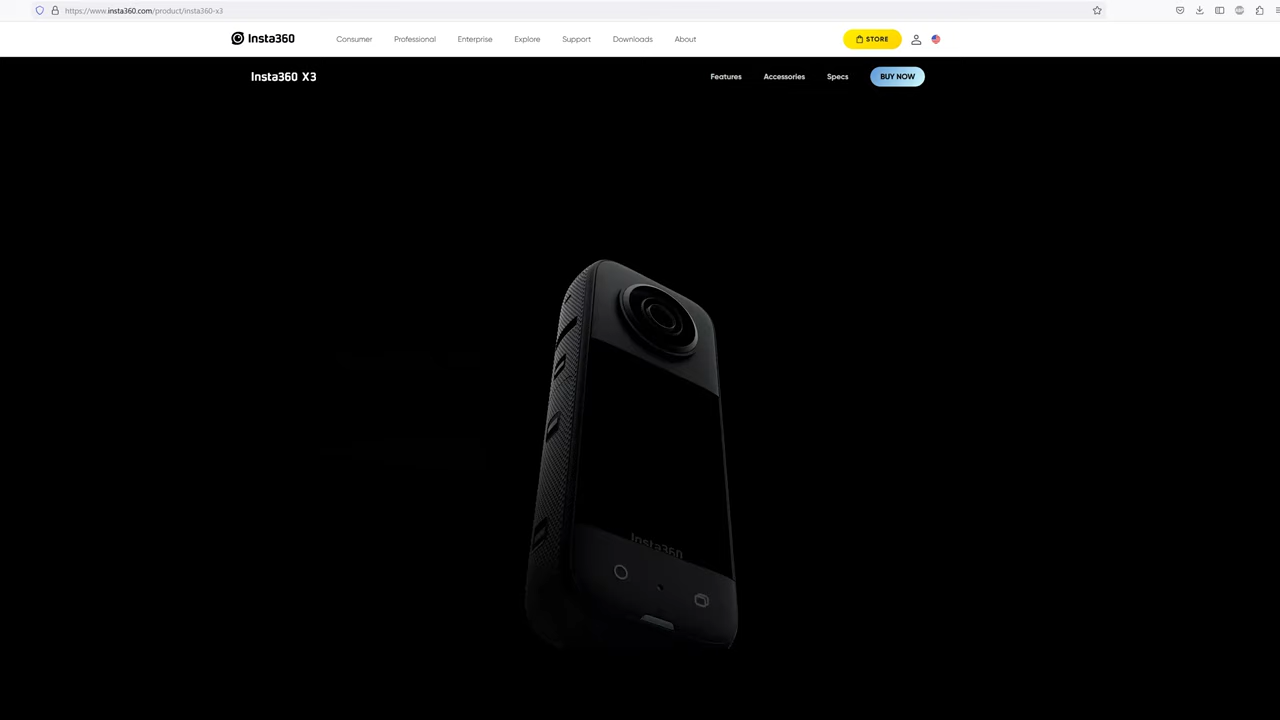 https://www.insta360.com/product/insta360-x3
Insta360
Consumer
Professional
Enterprise
Explore
Support
Downloads
About
STORE
Insta360 X3
Features
Accessories
Specs
BUY NOW
Insta360